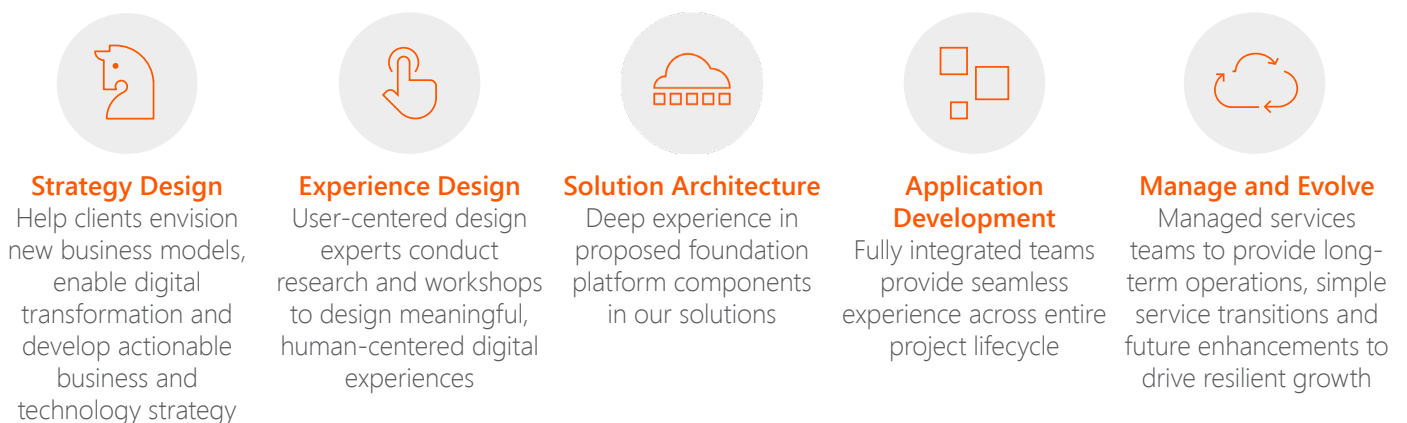 Strategy Design
Help clients envision
new business models,
enable digital
transformation and
develop actionable
business and
technology strategy
Experience Design
User-centered design
experts conduct
research and workshops
to design meaningful,
human-centered digital
experiences
Solution Architecture
Deep experience in
proposed foundation
platform components
in our solutions
Application
Development
Fully integrated teams
provide seamless
experience across entire
project lifecycle
Manage and Evolve
Managed services
teams to provide long-
term operations, simple
service transitions and
future enhancements to
drive resilient growth